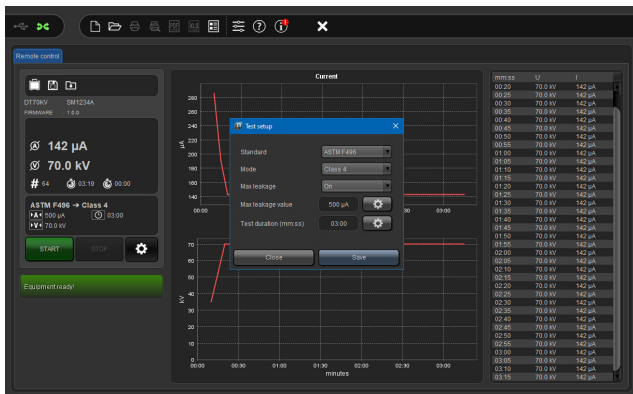 PDF
XLS
Remote control
DT70KV SM1234A
FIRMWARE : 1.0.0
142 µA
70.0 kV
# 64 03:19 00:00
ASTM F496 → Class 4
A 500 µA 03:00
V 70.0 kV
START STOP
Equipment ready!
Current
µA
280
260
240
220
200
180
160
140
00:00 30 03:00
Test setup
Standard ASTM F496
Mode Class 4
Max leakage On
Max leakage value 500 µA
Test duration (mm:ss) 03:00
Close Save
kV
70
60
50
40
30
20
10
0
00:00 00:30 01:00 01:30 02:00 02:30 03:00
minutes
mm:ss U I
00:20 70.0 kV 142 µA
00:25 70.0 kV 142 µA
00:30 70.0 kV 142 µA
00:35 70.0 kV 142 µA
00:40 70.0 kV 142 µA
00:45 70.0 kV 142 µA
00:50 70.0 kV 142 µA
00:55 70.0 kV 142 µA
01:00 70.0 kV 142 µA
01:05 70.0 kV 142 µA
01:10 70.0 kV 142 µA
01:15 70.0 kV 142 µA
01:20 70.0 kV 142 µA
01:25 70.0 kV 142 µA
01:30 70.0 kV 142 µA
01:35 70.0 kV 142 µA
01:40 70.0 kV 142 µA
01:45 70.0 kV 142 µA
01:50 70.0 kV 142 µA
01:55 70.0 kV 142 µA
02:00 70.0 kV 142 µA
02:05 70.0 kV 142 µA
02:10 70.0 kV 142 µA
02:15 70.0 kV 142 µA
02:20 70.0 kV 142 µA
02:25 70.0 kV 142 µA
02:30 70.0 kV 142 µA
02:35 70.0 kV 142 µA
02:40 70.0 kV 142 µA
02:45 70.0 kV 142 µA
02:50 70.0 kV 142 µA
02:55 70.0 kV 142 µA
03:00 70.0 kV 142 µA
03:05 70.0 kV 142 µA
03:10 70.0 kV 142 µA
03:15 70.0 kV 142 µA